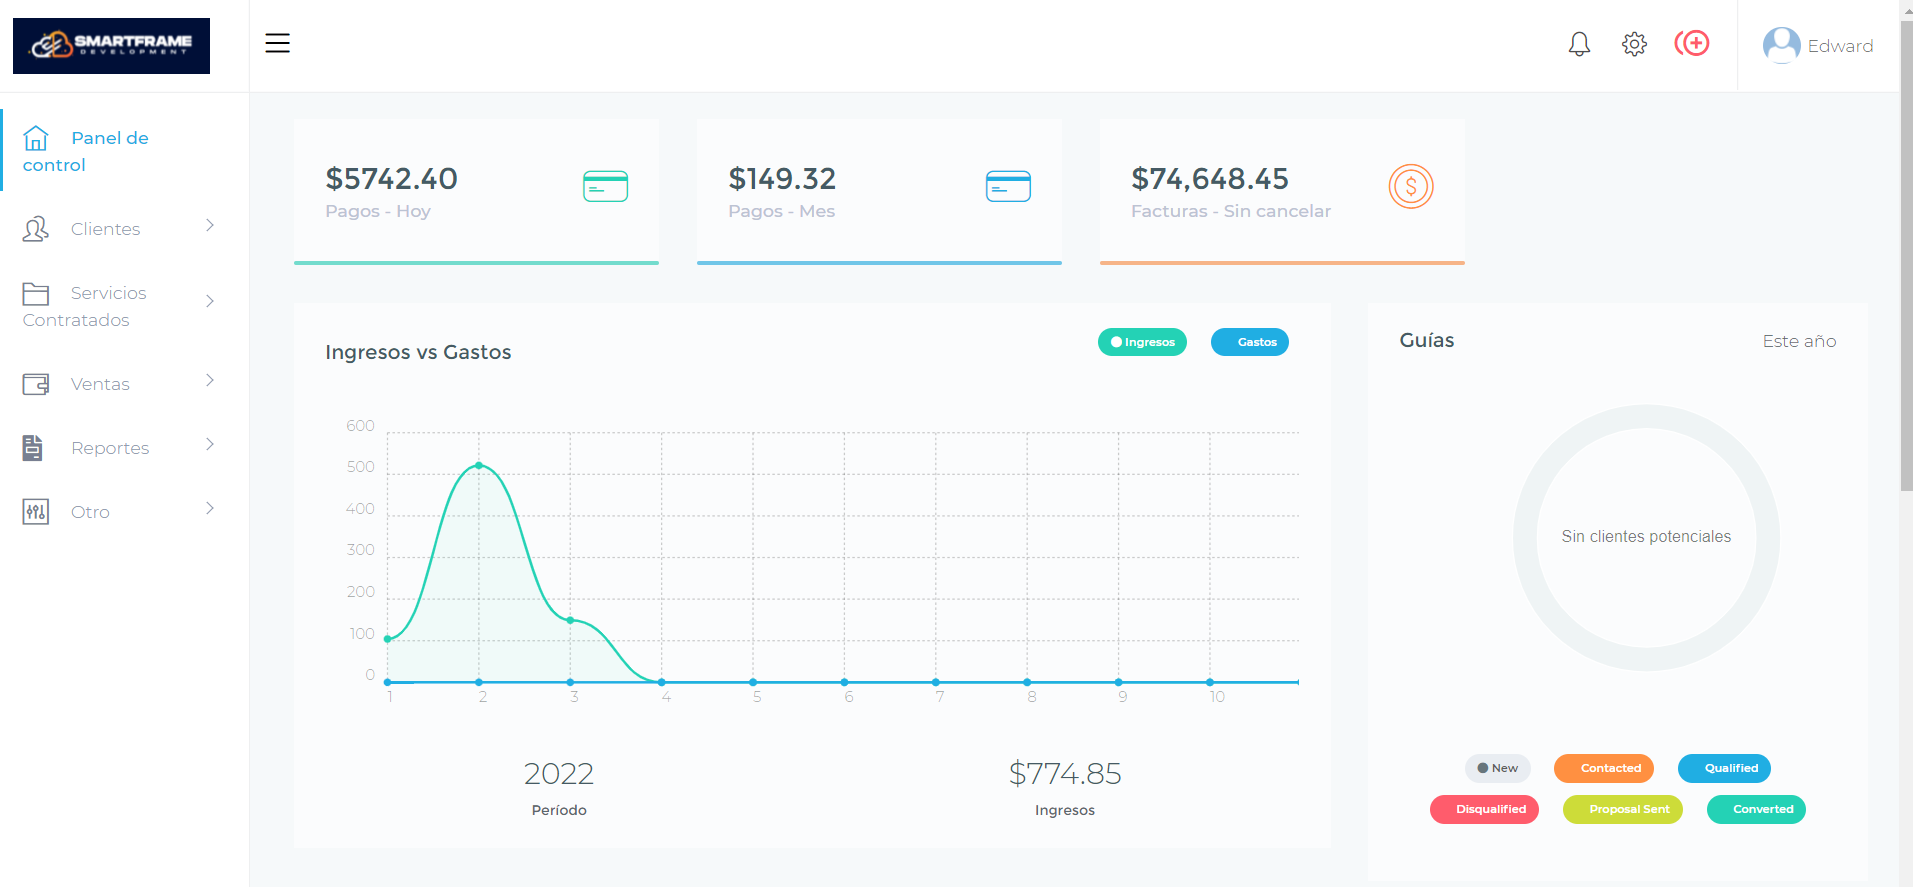 SMARTFRAME
DEVELOPMENT
Edward
Panel de
control
Clientes
Servicios
Contratados
Ventas
Reportes
Otro
$5742.40
Pagos - Hoy
$149.32
Pagos - Mes
$74,648.45
Facturas - Sin cancelar
Ingresos vs Gastos
Ingresos
Gastos
600
500
400
300
200
100
0
1 2 3 4 5 6 7 8 9 10
2022
Período
$774.85
Ingresos
Guías
Este año
Sin clientes potenciales
New Contacted Qualified
Disqualified Proposal Sent Converted